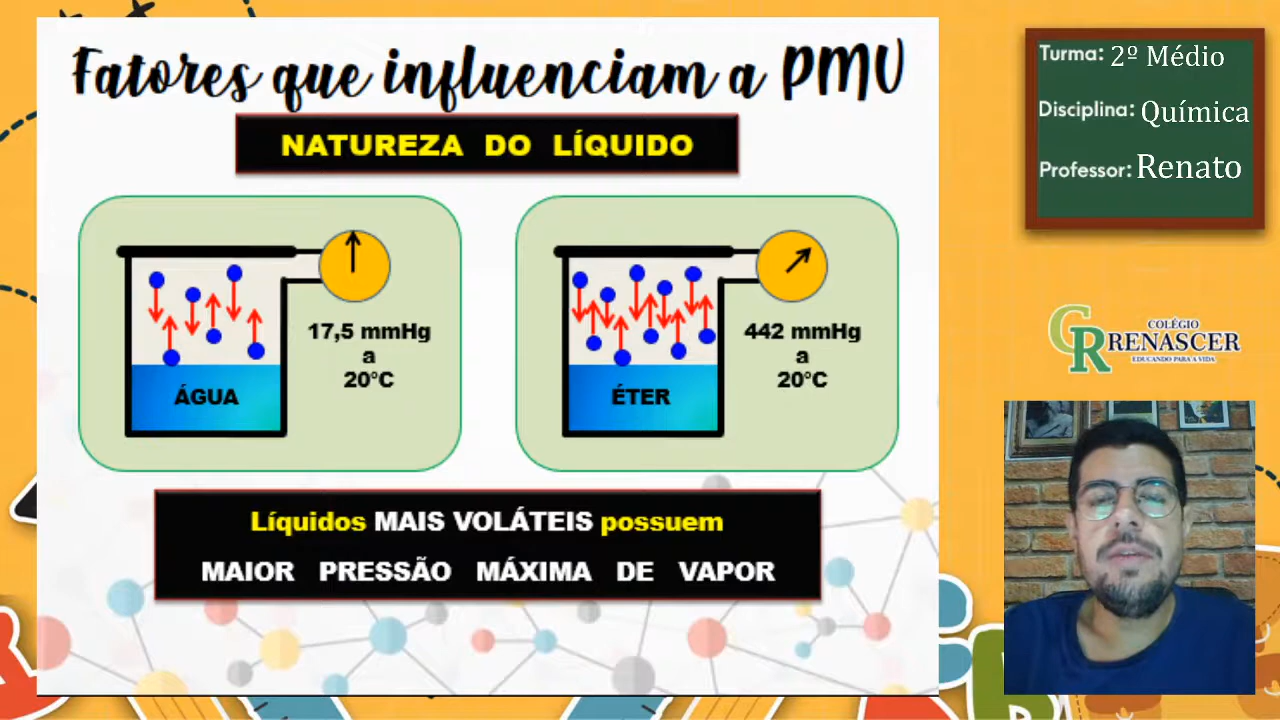 Fatores que influenciam a PMV
NATUREZA DO LÍQUIDO
17,5 mmHg
a
20°C
ÁGUA
442 mmHg
a
20°C
ÉTER
Líquidos MAIS VOLÁTEIS possuem
MAIOR PRESSÃO MÁXIMA DE VAPOR
Turma: 2º Médio
Disciplina: Química
Professor: Renato
CR
COLÉGIO
RENASCER
EDUCANDO PARA A VIDA